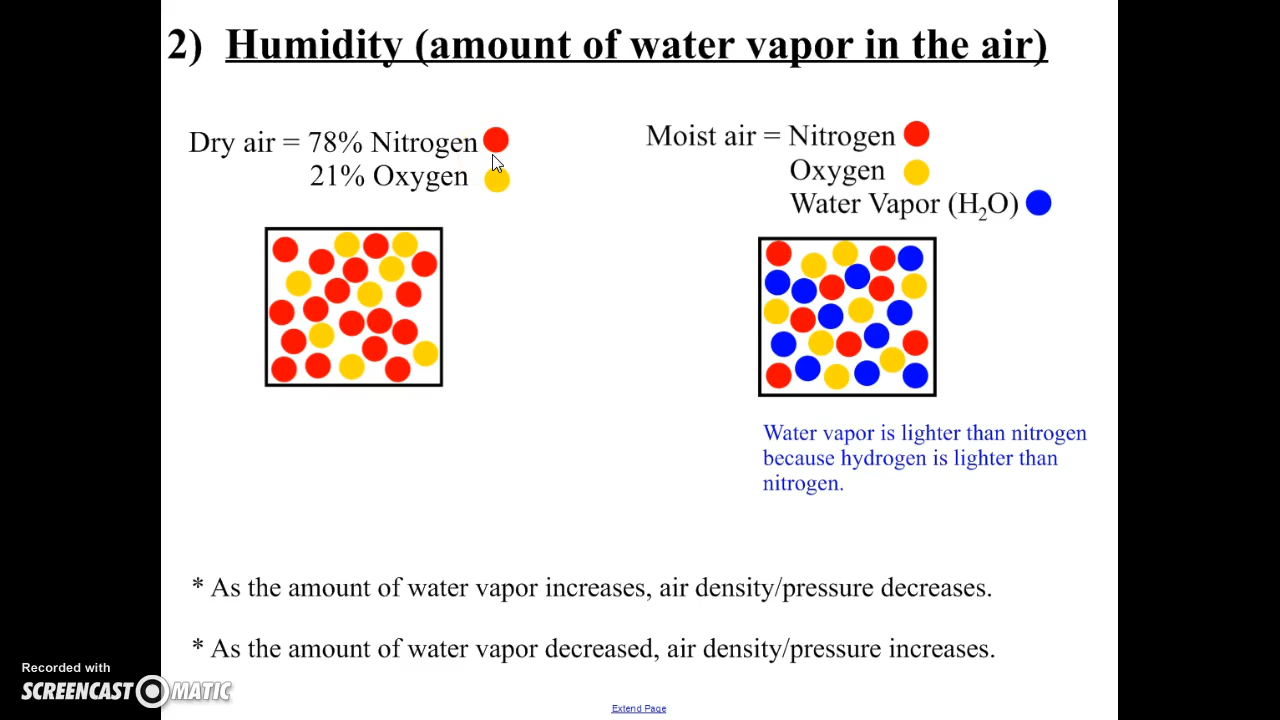 2) Humidity (amount of water vapor in the air)
Dry air = 78% Nitrogen
21% Oxygen
Moist air = Nitrogen
Oxygen
Water Vapor (H₂O)
Water vapor is lighter than nitrogen
because hydrogen is lighter than
nitrogen.
* As the amount of water vapor increases, air density/pressure decreases.
* As the amount of water vapor decreased, air density/pressure increases.
Recorded with
SCREENCAST O MATIC
Extend Page